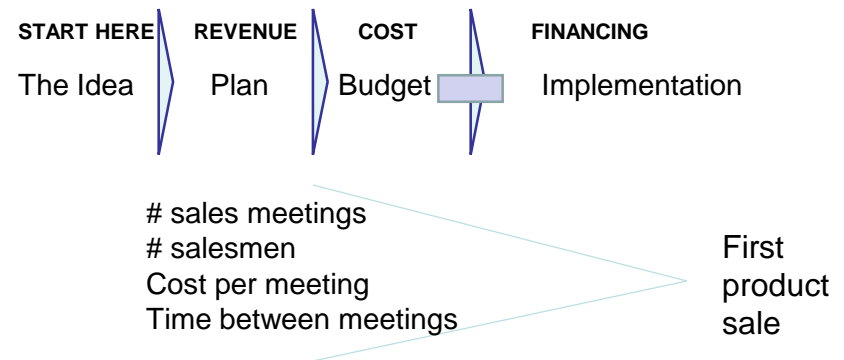 START HERE REVENUE COST FINANCING
The Idea Plan Budget Implementation
# sales meetings
# salesmen
Cost per meeting
Time between meetings
First
product
sale